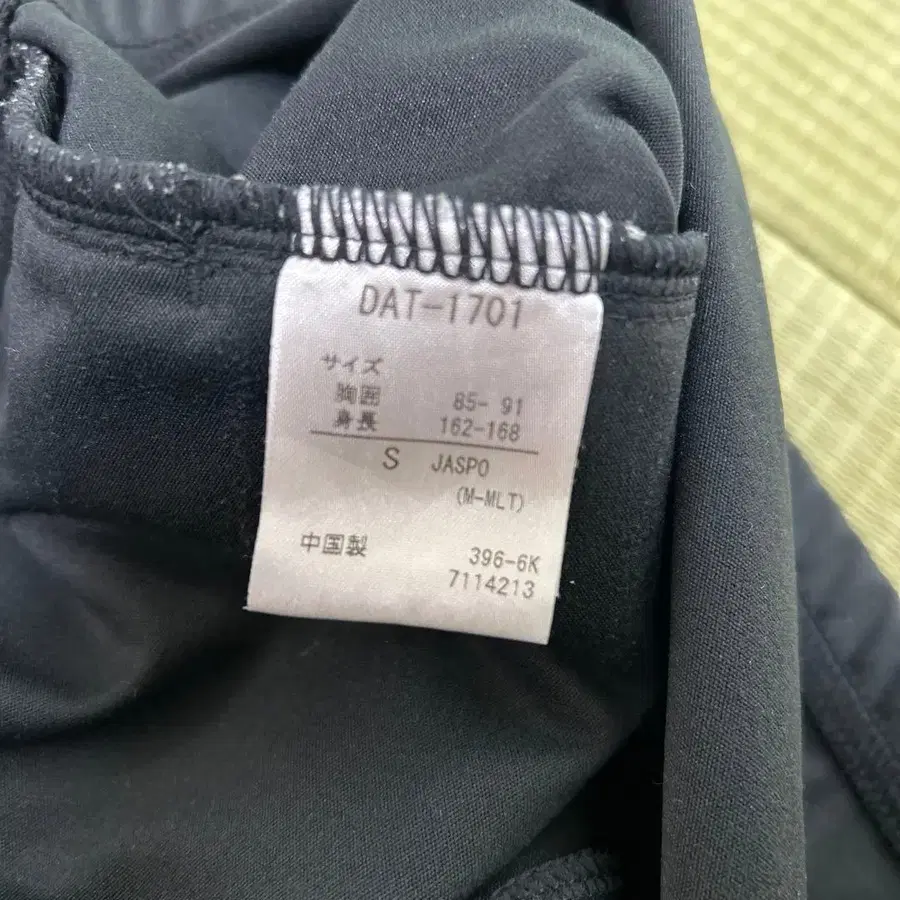 DAT-1701
サイズ
胸囲 85- 91
身長 162-168
S JASPO
(M-MLT)
中国製 396-6K
7114213